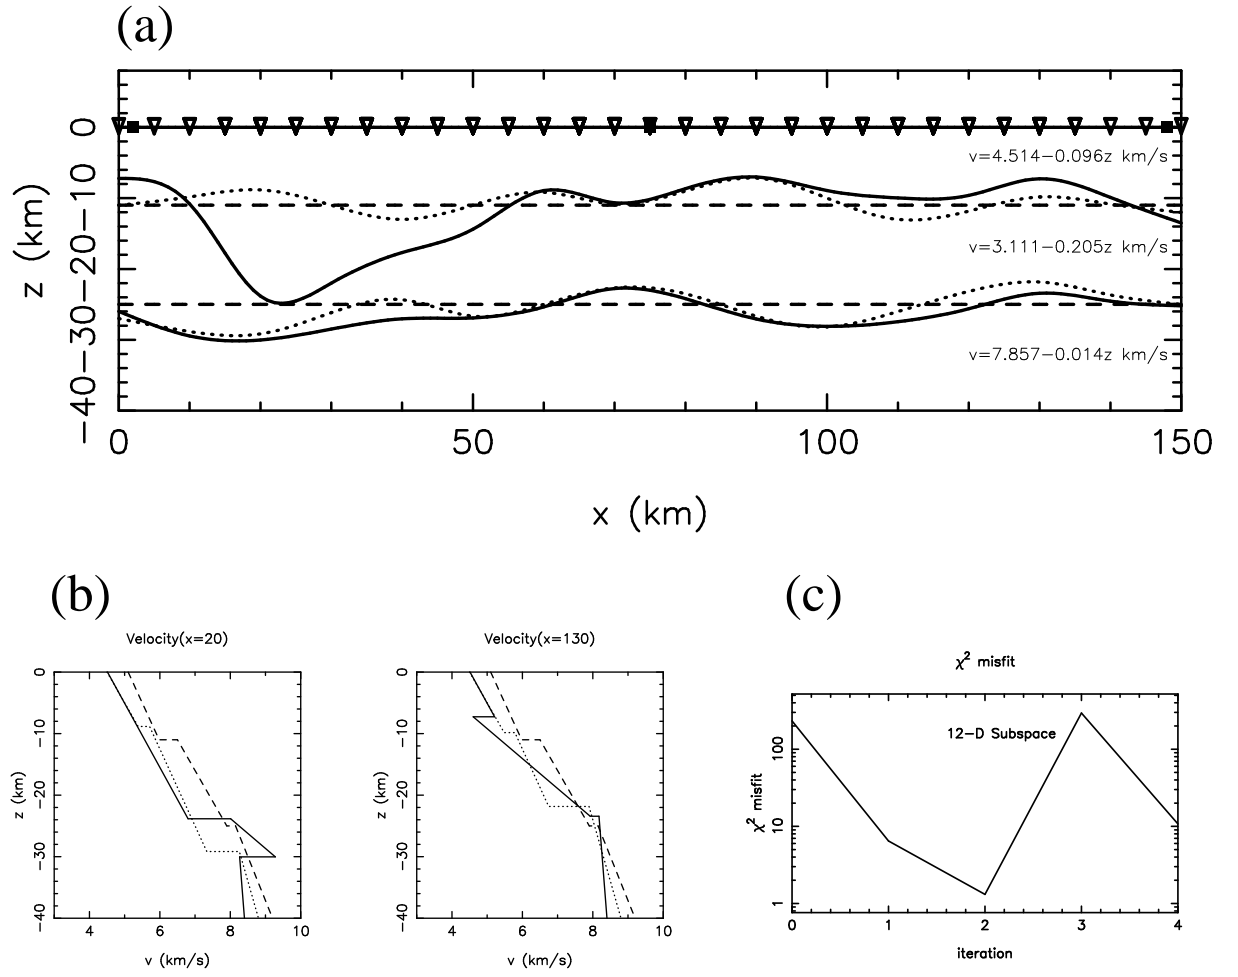 (a)
0
−10
−20
−30
−40
z (km)
v=4.514−0.096z km/s
v=3.111−0.205z km/s
v=7.857−0.014z km/s
0 50 100 150
x (km)
(b)
Velocity(x=20)
0
−10
−20
−30
−40
z (km)
4 6 8 10
v (km/s)
Velocity(x=130)
0
−10
−20
−30
−40
z (km)
4 6 8 10
v (km/s)
(c)
χ² misfit
12−D Subspace
100
10
1
χ² misfit
0 1 2 3 4
iteration